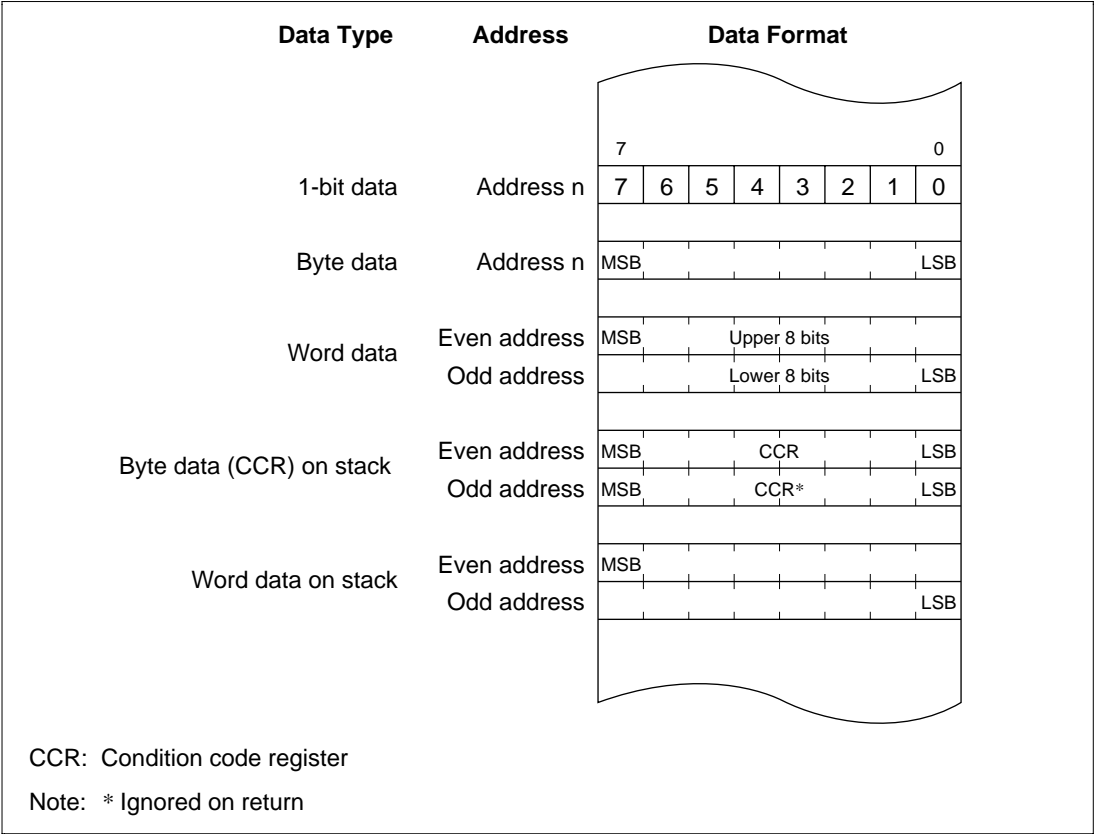 Data Type Address Data Format
7 0
1-bit data Address n 7 6 5 4 3 2 1 0
Byte data Address n MSB LSB
Word data
Even address MSB Upper 8 bits
Odd address Lower 8 bits LSB
Byte data (CCR) on stack
Even address MSB CCR LSB
Odd address MSB CCR* LSB
Word data on stack
Even address MSB
Odd address LSB
CCR: Condition code register
Note: * Ignored on return